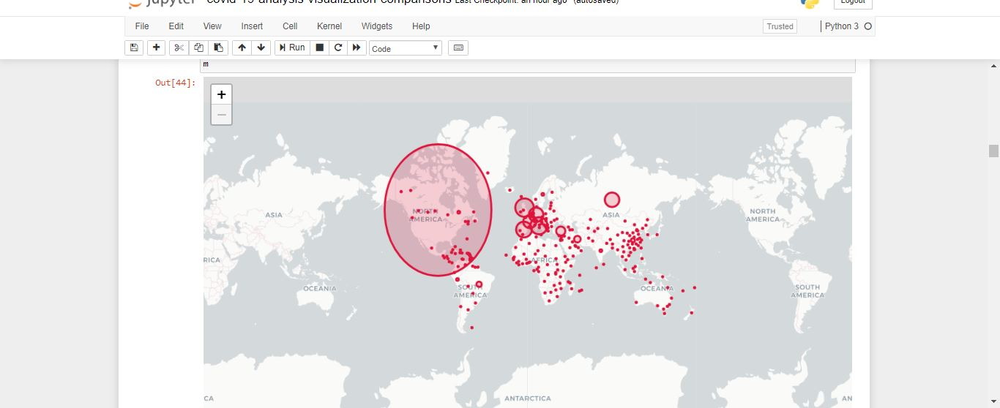 jupyter covid-19-analysis-visualization-comparisons Last Checkpoint: an hour ago (autosaved)
Logout
File Edit View Insert Cell Kernel Widgets Help
Trusted
Python 3
Run
Code
m
Out[44]:
+
−
ASIA
NORTH
AMERICA
ASIA
NORTH
AMERICA
RICA
AFRICA
OCEANIA
SOUTH
AMERICA
OCEANIA
SOUTH
AMERICA
CA
ANTARCTICA
AN